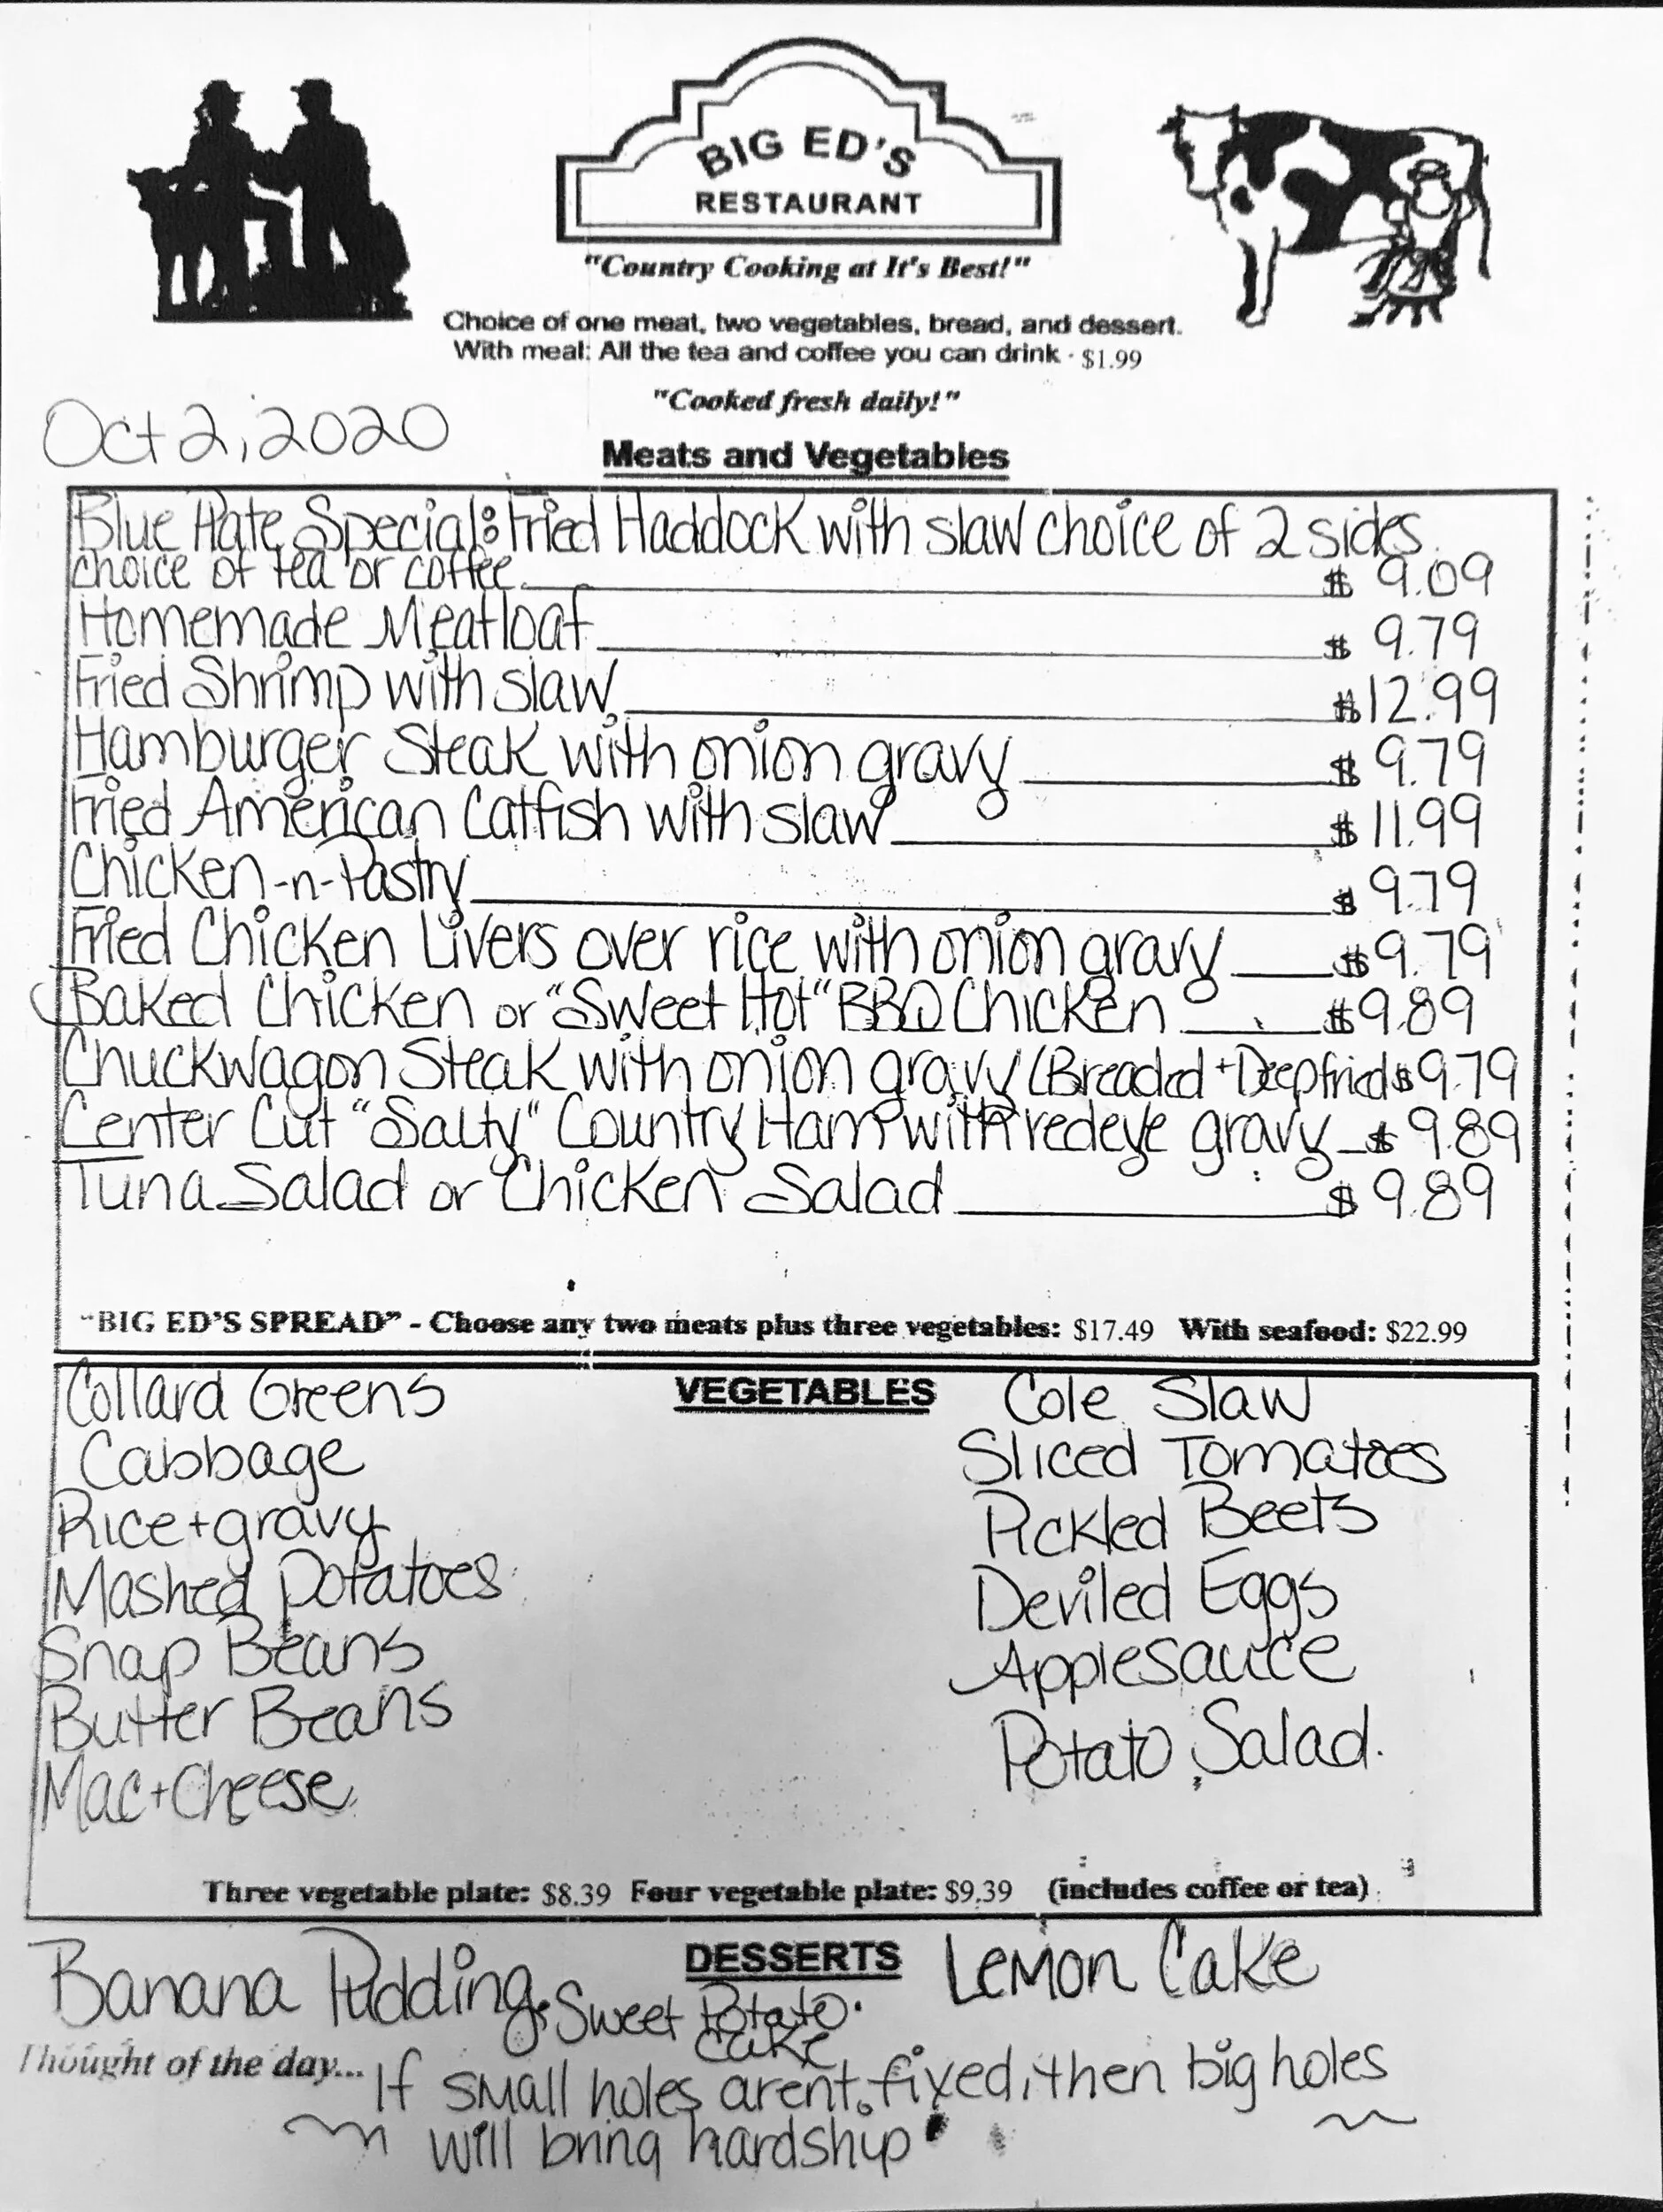 BIG ED'S
RESTAURANT
"Country Cooking at It's Best!"
Choice of one meat, two vegetables, bread, and dessert.
With meal: All the tea and coffee you can drink - $1.99
"Cooked fresh daily!"
Oct 2, 2020
Meats and Vegetables
Blue Plate Special: Fried Haddock with slaw choice of 2 sides
choice of tea or coffee $ 9.09
Homemade Meatloaf $ 9.79
Fried Shrimp with slaw $12.99
Hamburger Steak with onion gravy $ 9.79
Fried American Catfish with slaw $ 11.99
Chicken-n-Pastry $ 9.79
Fried Chicken Livers over rice with onion gravy $9.79
Baked Chicken or "Sweet Hot" BBQ Chicken $9.89
Chuckwagon Steak with onion gravy (Breaded + Deepfried $9.79
Center Cut "Salty" Country Ham with redeye gravy $ 9.89
Tuna Salad or Chicken Salad $ 9.89
"BIG ED'S SPREAD" - Choose any two meats plus three vegetables: $17.49 With seafood: $22.99
VEGETABLES
Collard Greens
Cabbage
Rice + gravy
Mashed Potatoes
Snap Beans
Butter Beans
Mac + Cheese
Cole Slaw
Sliced Tomatoes
Pickled Beets
Deviled Eggs
Applesauce
Potato Salad.
Three vegetable plate: $8.39 Four vegetable plate: $9.39 (includes coffee or tea)
DESSERTS
Banana Pudding Sweet Potato Lemon Cake
Cake
Thought of the day... If small holes arent fixed, then big holes
will bring hardship